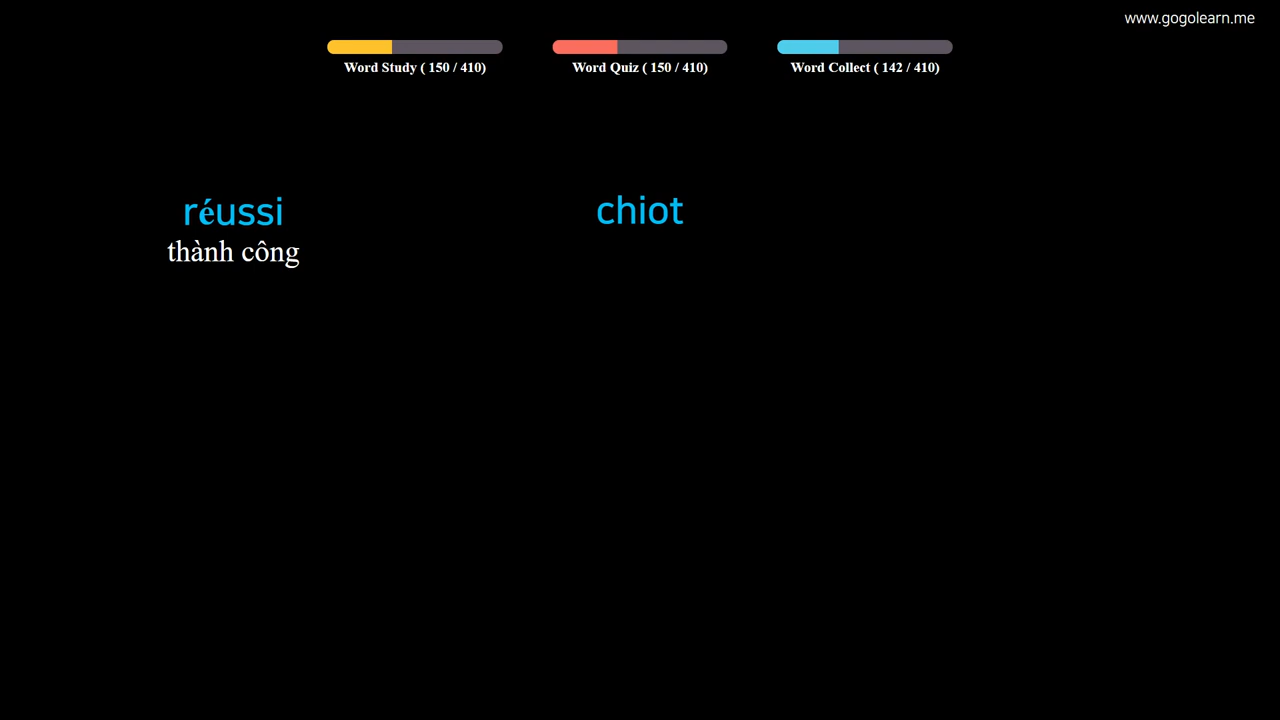 www.gogolearn.me
Word Study ( 150 / 410)
Word Quiz ( 150 / 410)
Word Collect ( 142 / 410)
réussi
thành công
chiot